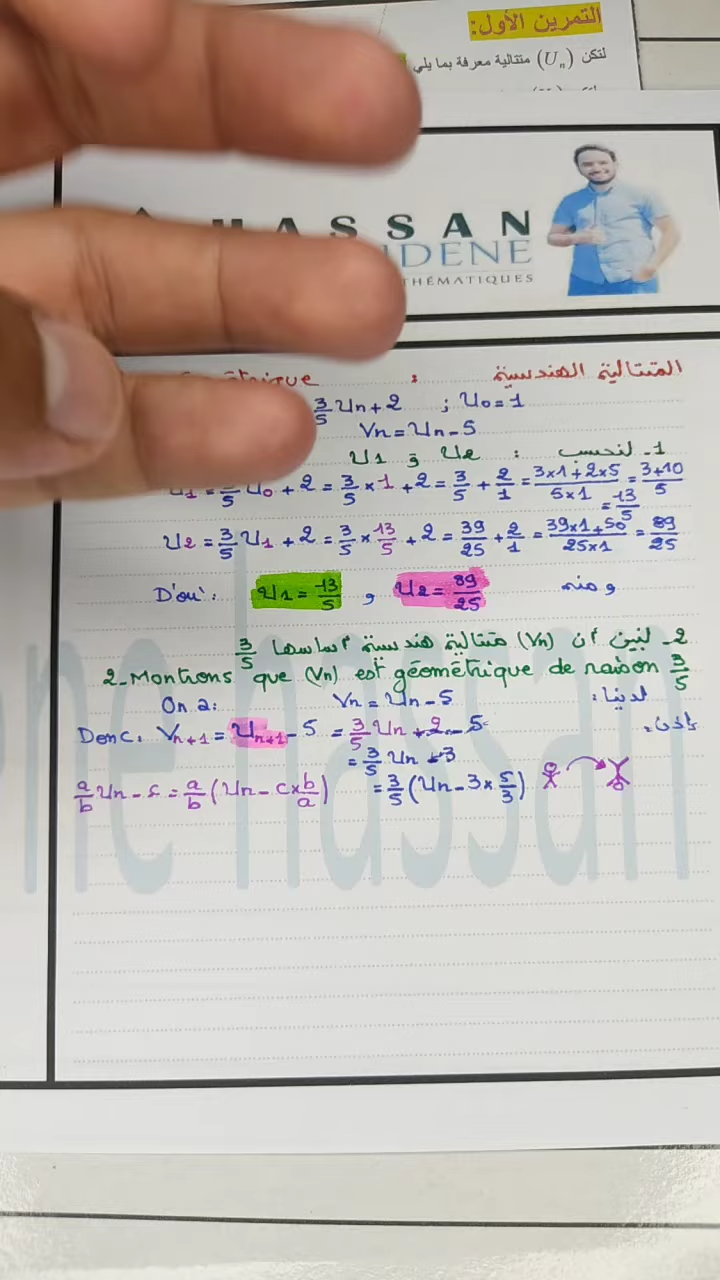 التمرين الأول:
لتكن (Uₙ) متتالية معرفة بما يلي
HASSAN
DENE
THÉMATIQUES
المتتالية الهندسية :
3/5 Un + 2 ; U0 = 1
Vn = Un - 5
1- لنحسب : U2 و U1
U1 = 3/5 U0 + 2 = 3/5 × 1 + 2 = 3/5 + 2/1 = (3×1+2×5)/(5×1) = (3+10)/5
= 13/5
U2 = 3/5 U1 + 2 = 3/5 × 13/5 + 2 = 39/25 + 2/1 = (39×1+50)/(25×1) = 89/25
D'où: U1 = 13/5 و U2 = 89/25 ومنه
2- لنبين أن (Vn) متتالية هندسية أساسها 3/5
2-Montrons que (Vn) est géométrique de raison 3/5
On a: Vn = Un - 5 لدينا:
Denc: Vn+1 = Un+1 - 5 = 3/5 Un + 2 - 5 إذن:
= 3/5 Un - 3
a/b Un - c = a/b (Un - c × b/a) = 3/5 (Un - 3 × 5/3)
ne hassan